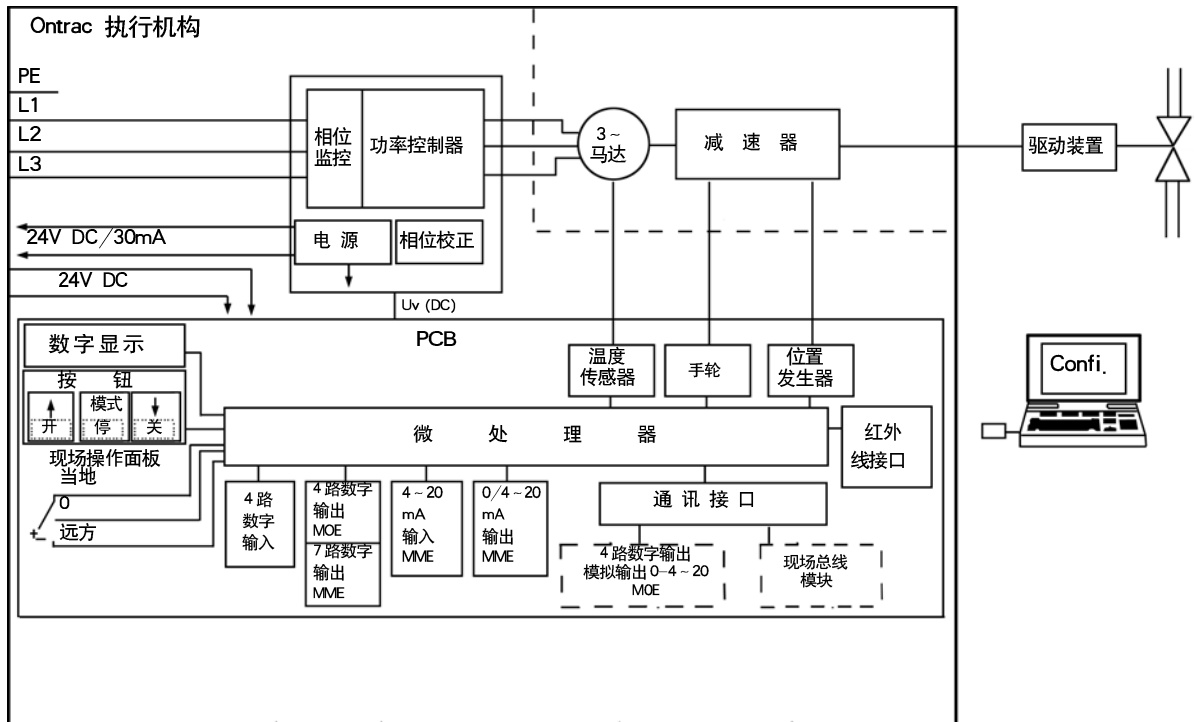 Ontrac 执行机构
PE
L1
L2
L3
相位
监控
功率控制器
3~
马达
减 速 器
驱动装置
24V DC/30mA
电 源
相位校正
24V DC
Uv (DC)
PCB
数字显示
按 钮
开
模式
停
关
现场操作面板
当地
0
远方
温度
传感器
手轮
位置
发生器
Confi.
微 处 理 器
红外
线接口
4 路
数字
输入
4 路数字
输出
MOE
7 路数字
输出
MME
4~20
mA
输入
MME
0/4~20
mA
输出
MME
通 讯 接 口
4 路数字输出
模拟输出 0-4~20
MOE
现场总线
模块